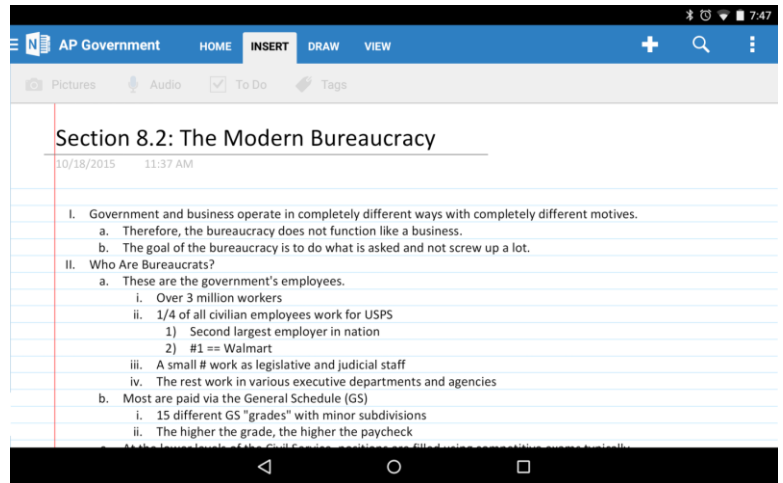 7:47
N AP Government HOME INSERT DRAW VIEW
Pictures Audio To Do Tags
Section 8.2: The Modern Bureaucracy
10/18/2015 11:37 AM
I. Government and business operate in completely different ways with completely different motives.
a. Therefore, the bureaucracy does not function like a business.
b. The goal of the bureaucracy is to do what is asked and not screw up a lot.
II. Who Are Bureaucrats?
a. These are the government's employees.
i. Over 3 million workers
ii. 1/4 of all civilian employees work for USPS
1) Second largest employer in nation
2) #1 == Walmart
iii. A small # work as legislative and judicial staff
iv. The rest work in various executive departments and agencies
b. Most are paid via the General Schedule (GS)
i. 15 different GS "grades" with minor subdivisions
ii. The higher the grade, the higher the paycheck